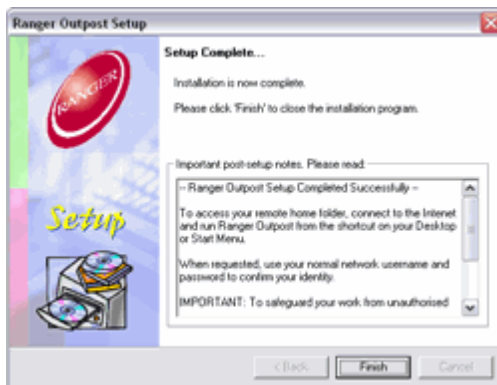 Ranger Outpost Setup
RANGER
Setup
Setup Complete...
Installation is now complete.
Please click 'Finish' to close the installation program.
Important post-setup notes. Please read:
-- Ranger Outpost Setup Completed Successfully --
To access your remote home folder, connect to the Internet
and run Ranger Outpost from the shortcut on your Desktop
or Start Menu.
When requested, use your normal network username and
password to confirm your identity.
IMPORTANT: To safeguard your work from unauthorised
< Back
Finish
Cancel